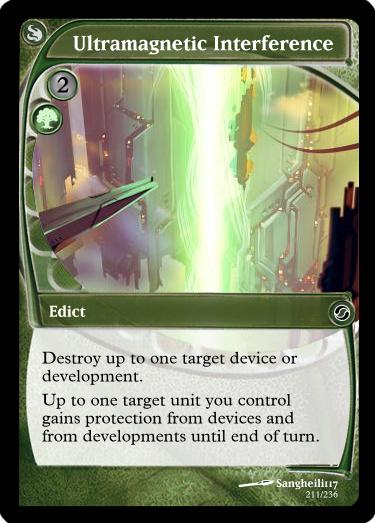 Ultramagnetic Interference
2
Edict
Destroy up to one target device or
development.
Up to one target unit you control
gains protection from devices and
from developments until end of turn.
Sangheili117
211/236